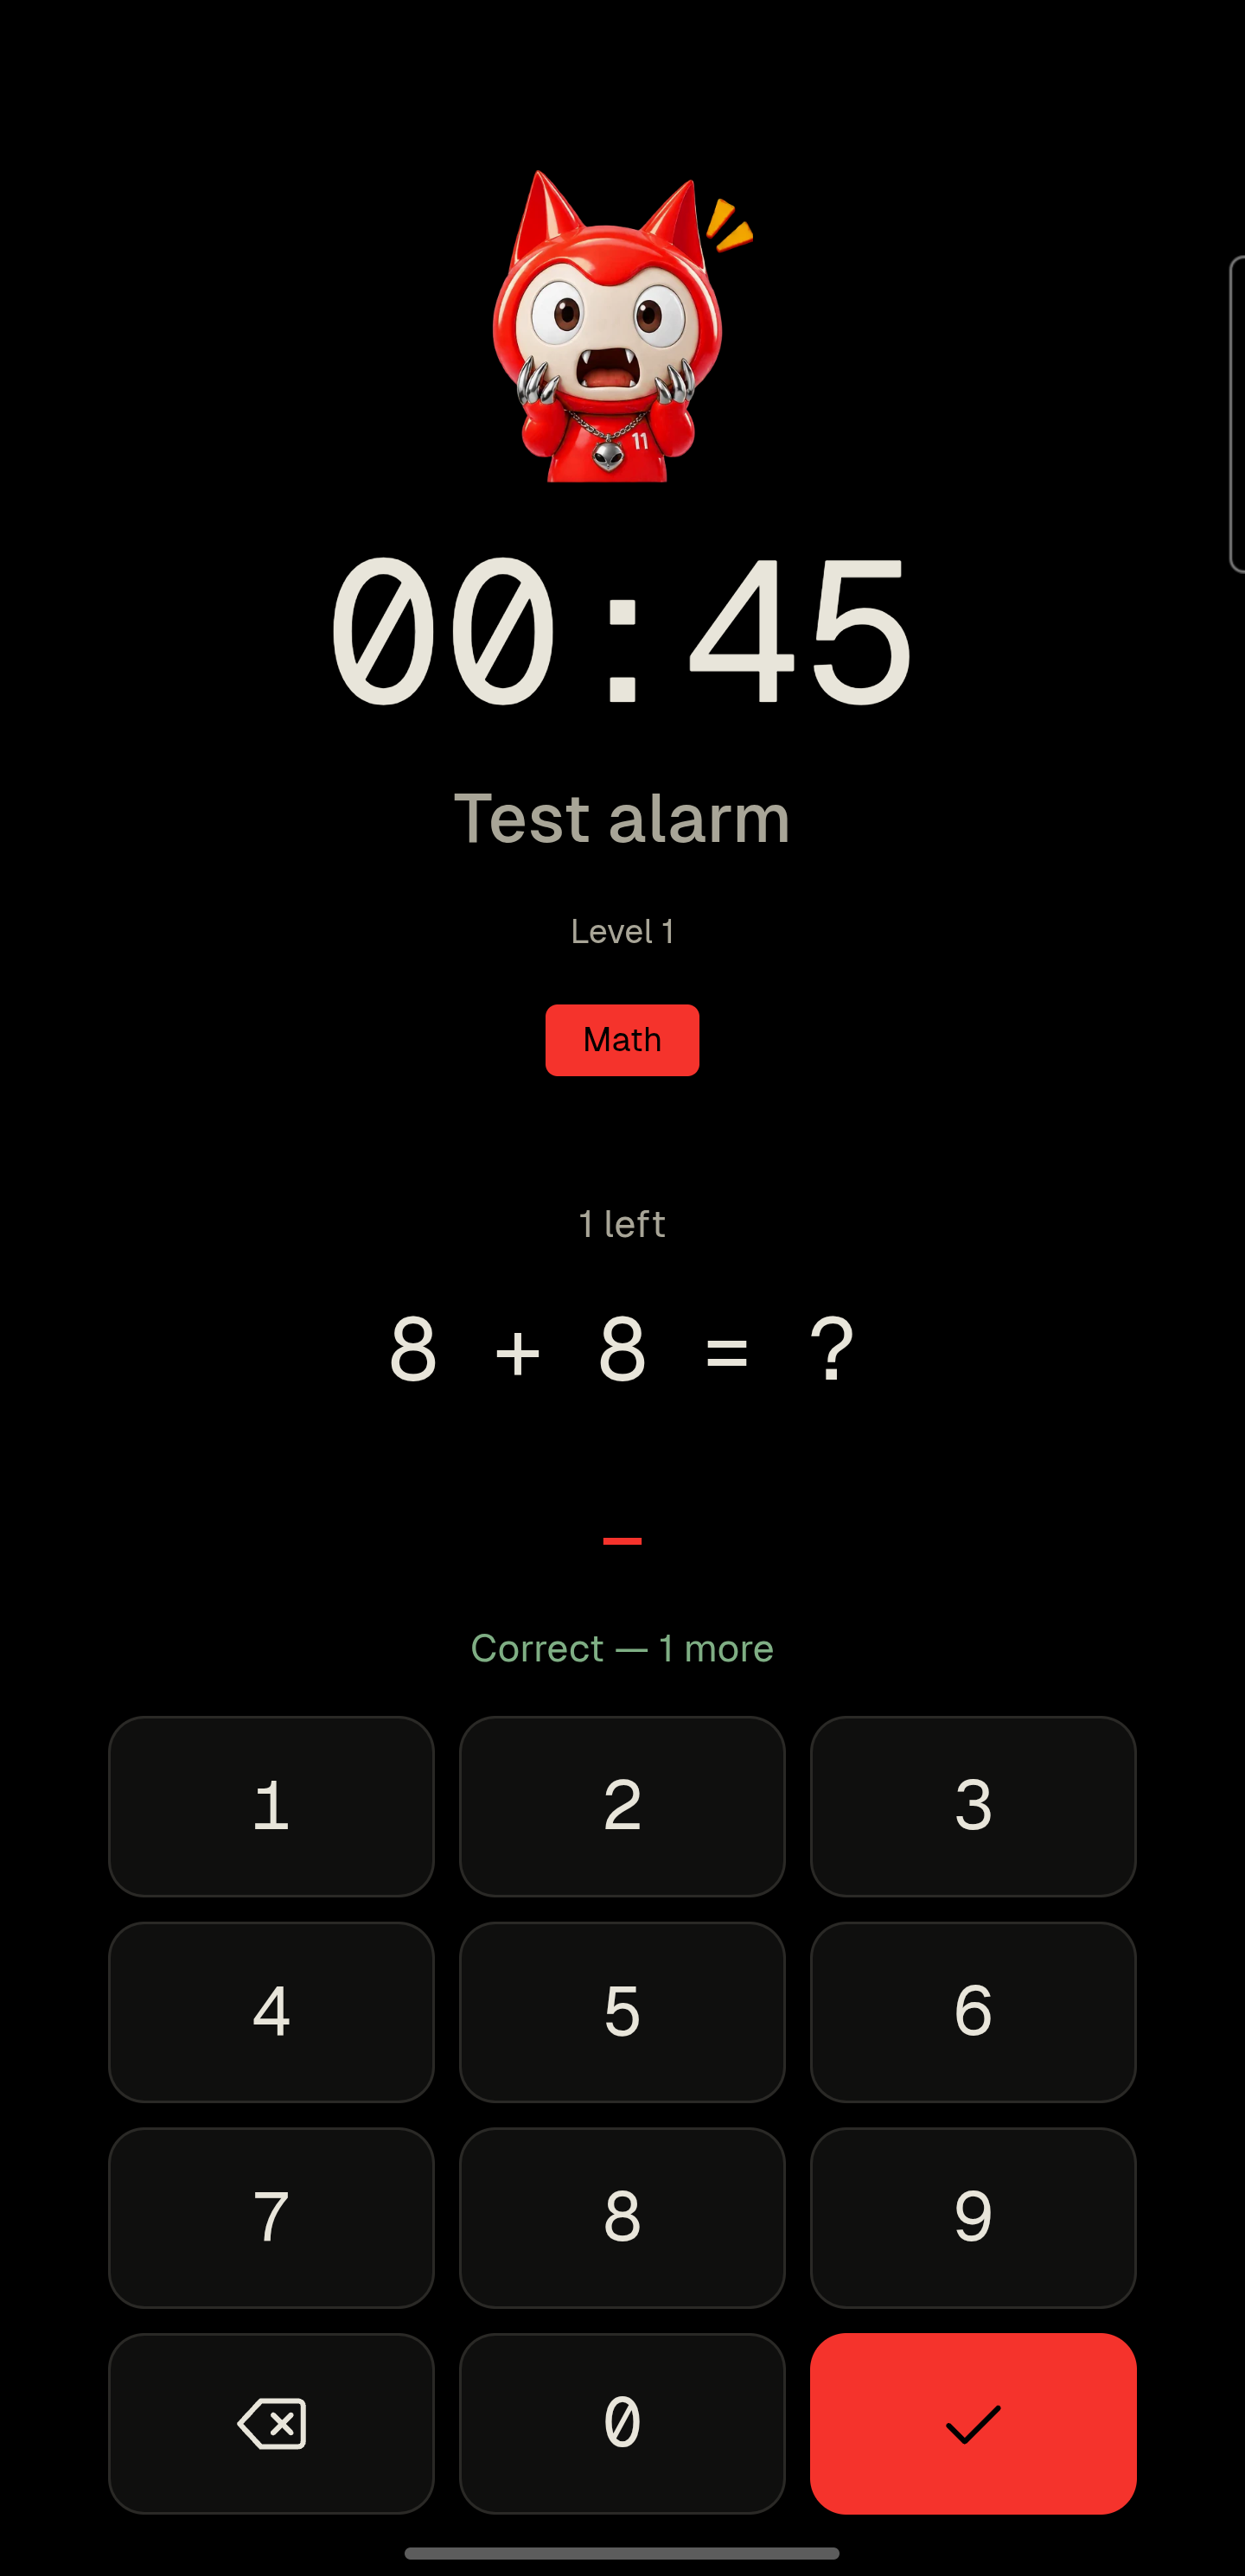 11
00:45
Test alarm
Level 1
Math
1 left
8 + 8 = ?
Correct — 1 more
1 2 3
4 5 6
7 8 9
0